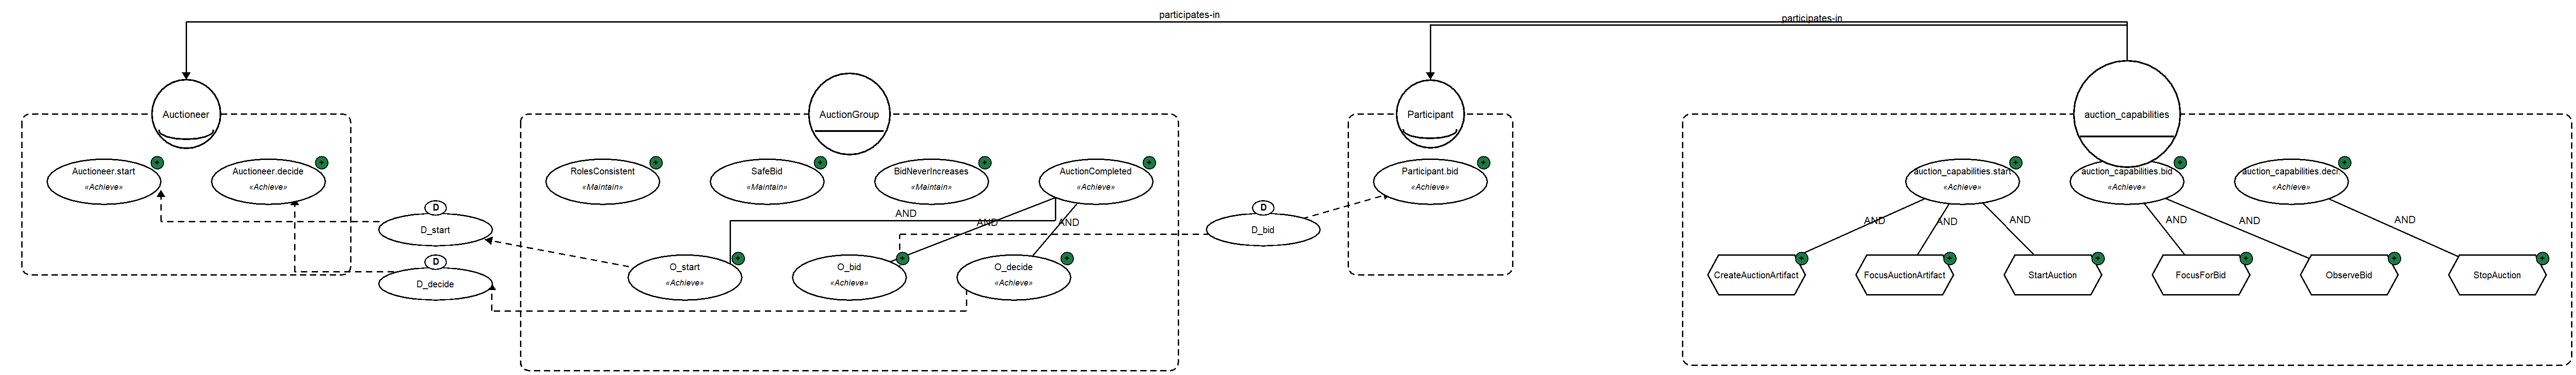 participates-in
participates-in
Auctioneer
AuctionGroup
Participant
auction_capabilities
Auctioneer.start
«Achieve»
+
Auctioneer.decide
«Achieve»
+
RolesConsistent
«Maintain»
+
SafeBid
«Maintain»
+
BidNeverIncreases
«Maintain»
+
AuctionCompleted
«Achieve»
+
Participant.bid
«Achieve»
+
auction_capabilities.start
«Achieve»
+
auction_capabilities.bid
«Achieve»
+
auction_capabilities.deci.
«Achieve»
+
D
D_start
D
D_bid
AND
AND
AND
AND
AND
AND
AND
AND
AND
D
D_decide
O_start
«Achieve»
+
O_bid
«Achieve»
+
O_decide
«Achieve»
+
CreateAuctionArtifact
+
FocusAuctionArtifact
+
StartAuction
+
FocusForBid
+
ObserveBid
+
StopAuction
+